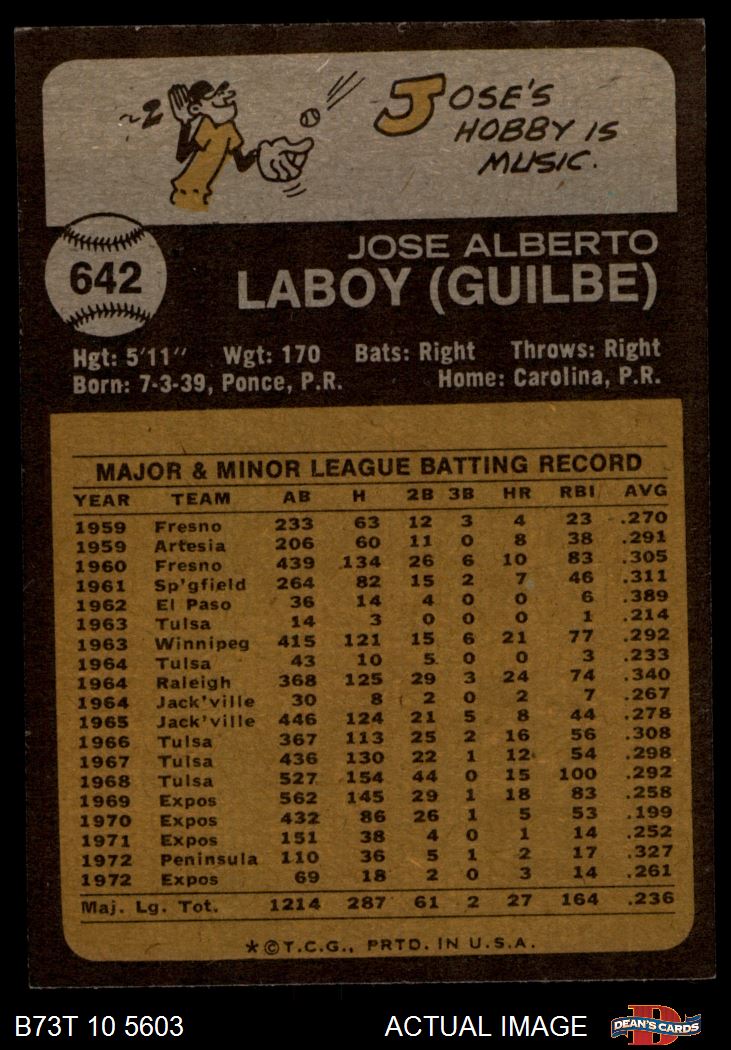 ~2
JOSE'S
HOBBY IS
MUSIC.
642
JOSE ALBERTO
LABOY (GUILBE)
Hgt: 5'11" Wgt: 170 Bats: Right Throws: Right
Born: 7-3-39, Ponce, P.R. Home: Carolina, P.R.
MAJOR & MINOR LEAGUE BATTING RECORD
YEAR TEAM AB H 2B 3B HR RBI AVG
1959 Fresno 233 63 12 3 4 23 .270
1959 Artesia 206 60 11 0 8 38 .291
1960 Fresno 439 134 26 6 10 83 .305
1961 Sp'gfield 264 82 15 2 7 46 .311
1962 El Paso 36 14 4 0 0 6 .389
1963 Tulsa 14 3 0 0 0 1 .214
1963 Winnipeg 415 121 15 6 21 77 .292
1964 Tulsa 43 10 5 0 0 3 .233
1964 Raleigh 368 125 29 3 24 74 .340
1964 Jack'ville 30 8 2 0 2 7 .267
1965 Jack'ville 446 124 21 5 8 44 .278
1966 Tulsa 367 113 25 2 16 56 .308
1967 Tulsa 436 130 22 1 12 54 .298
1968 Tulsa 527 154 44 0 15 100 .292
1969 Expos 562 145 29 1 18 83 .258
1970 Expos 432 86 26 1 5 53 .199
1971 Expos 151 38 4 0 1 14 .252
1972 Peninsula 110 36 5 1 2 17 .327
1972 Expos 69 18 2 0 3 14 .261
Maj. Lg. Tot. 1214 287 61 2 27 164 .236
*©T.C.G., PRTD. IN U.S.A.
B73T 10 5603 ACTUAL IMAGE D DEAN'S CARDS